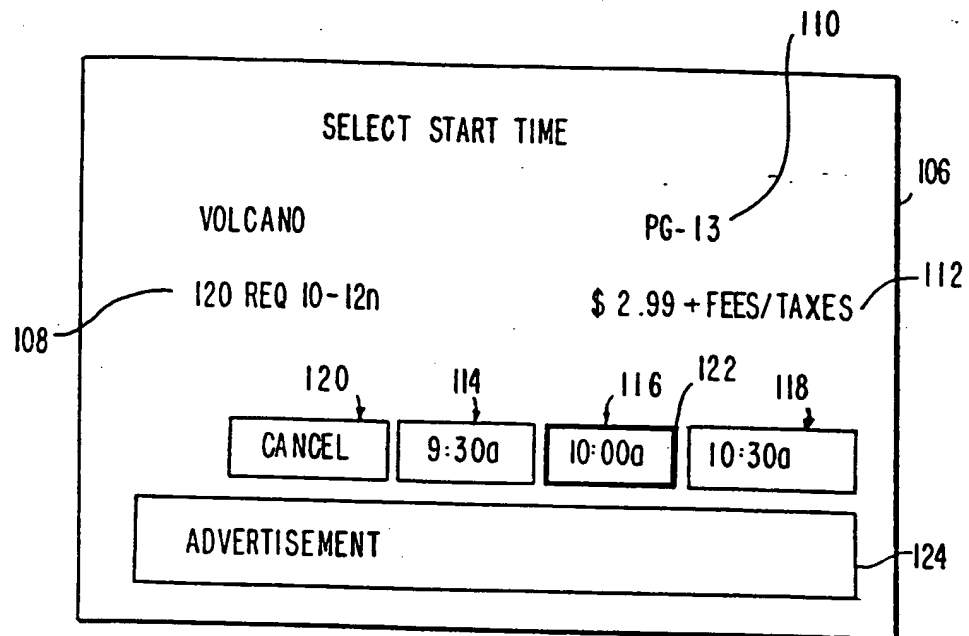 110
SELECT START TIME
106
VOLCANO
PG-13
112
120 REQ 10-12n
$ 2.99 + FEES/TAXES
108
120
114
116
122
118
CANCEL
9:30a
10:00a
10:30a
ADVERTISEMENT
124